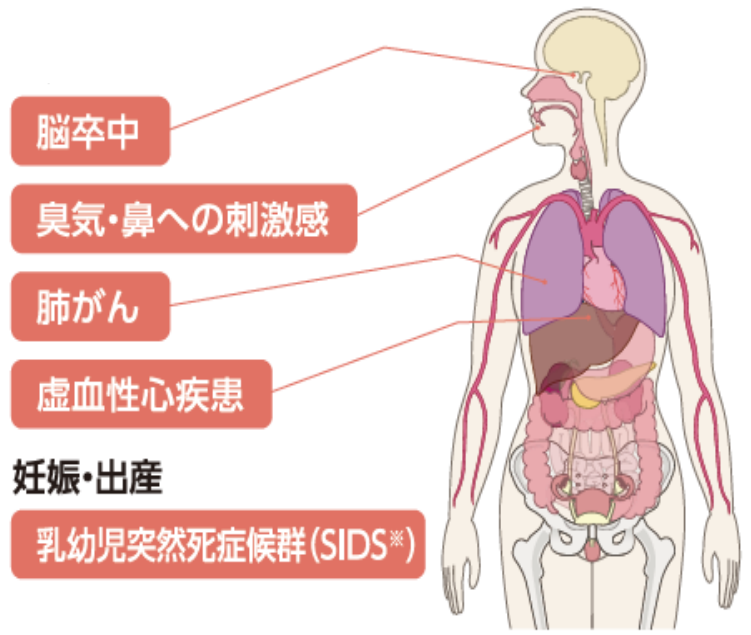 脳卒中
臭気・鼻への刺激感
肺がん
虚血性心疾患
妊娠・出産
乳幼児突然死症候群(SIDS※)